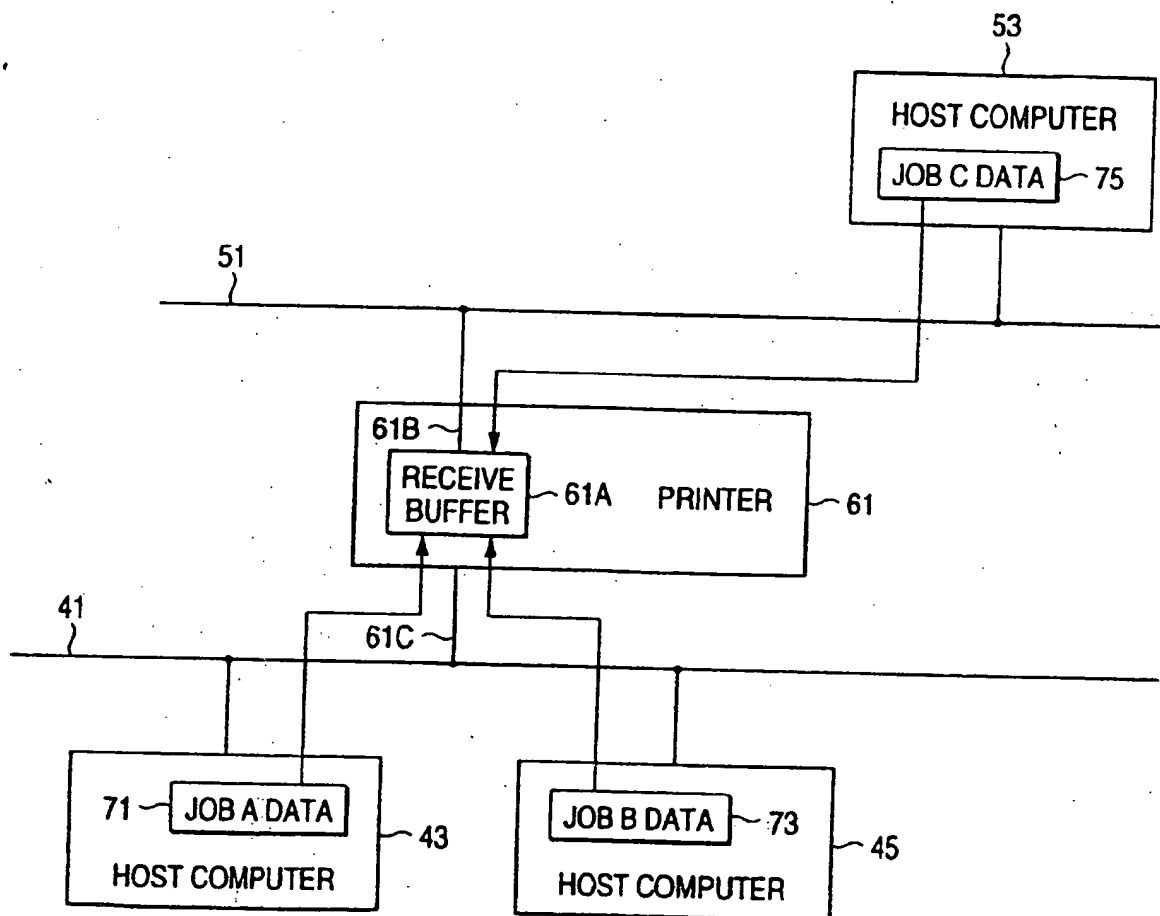 53
HOST COMPUTER
JOB C DATA
75
51
61B
RECEIVE
BUFFER
61A
PRINTER
61
41
61C
71
JOB A DATA
43
HOST COMPUTER
JOB B DATA
73
45
HOST COMPUTER